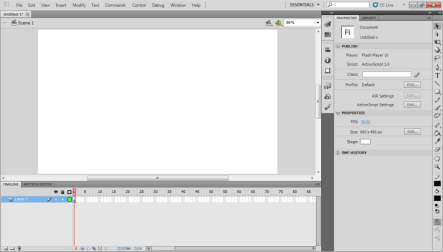 File Edit View Insert Modify Text Commands Control Debug Window Help
ESSENTIALS
CS Live
Untitled-1*
Scene 1
PROPERTIES LIBRARY
Document
Untitled-1
PUBLISH
Player: Flash Player 10
Script: ActionScript 3.0
Class:
Profile: Default Edit...
AIR Settings Edit...
ActionScript Settings Edit...
PROPERTIES
FPS:
Size: Edit...
Stage:
SWF HISTORY
TIMELINE MOTION EDITOR
5 10 15 20 25 30 35 40 45 50 55 60 65 70 75 80 85
Layer 1